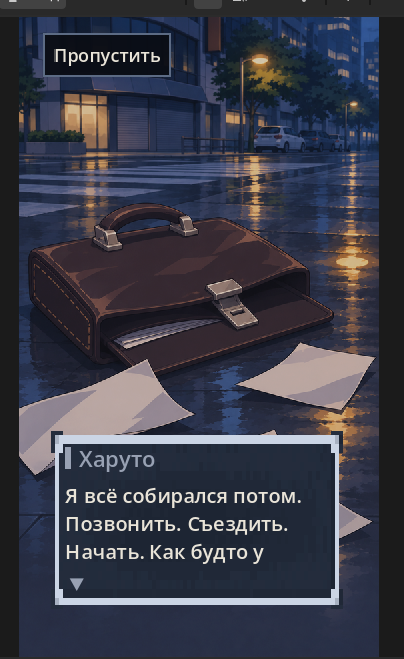 Пропустить
Харуто
Я всё собирался потом.
Позвонить. Съездить.
Начать. Как будто у